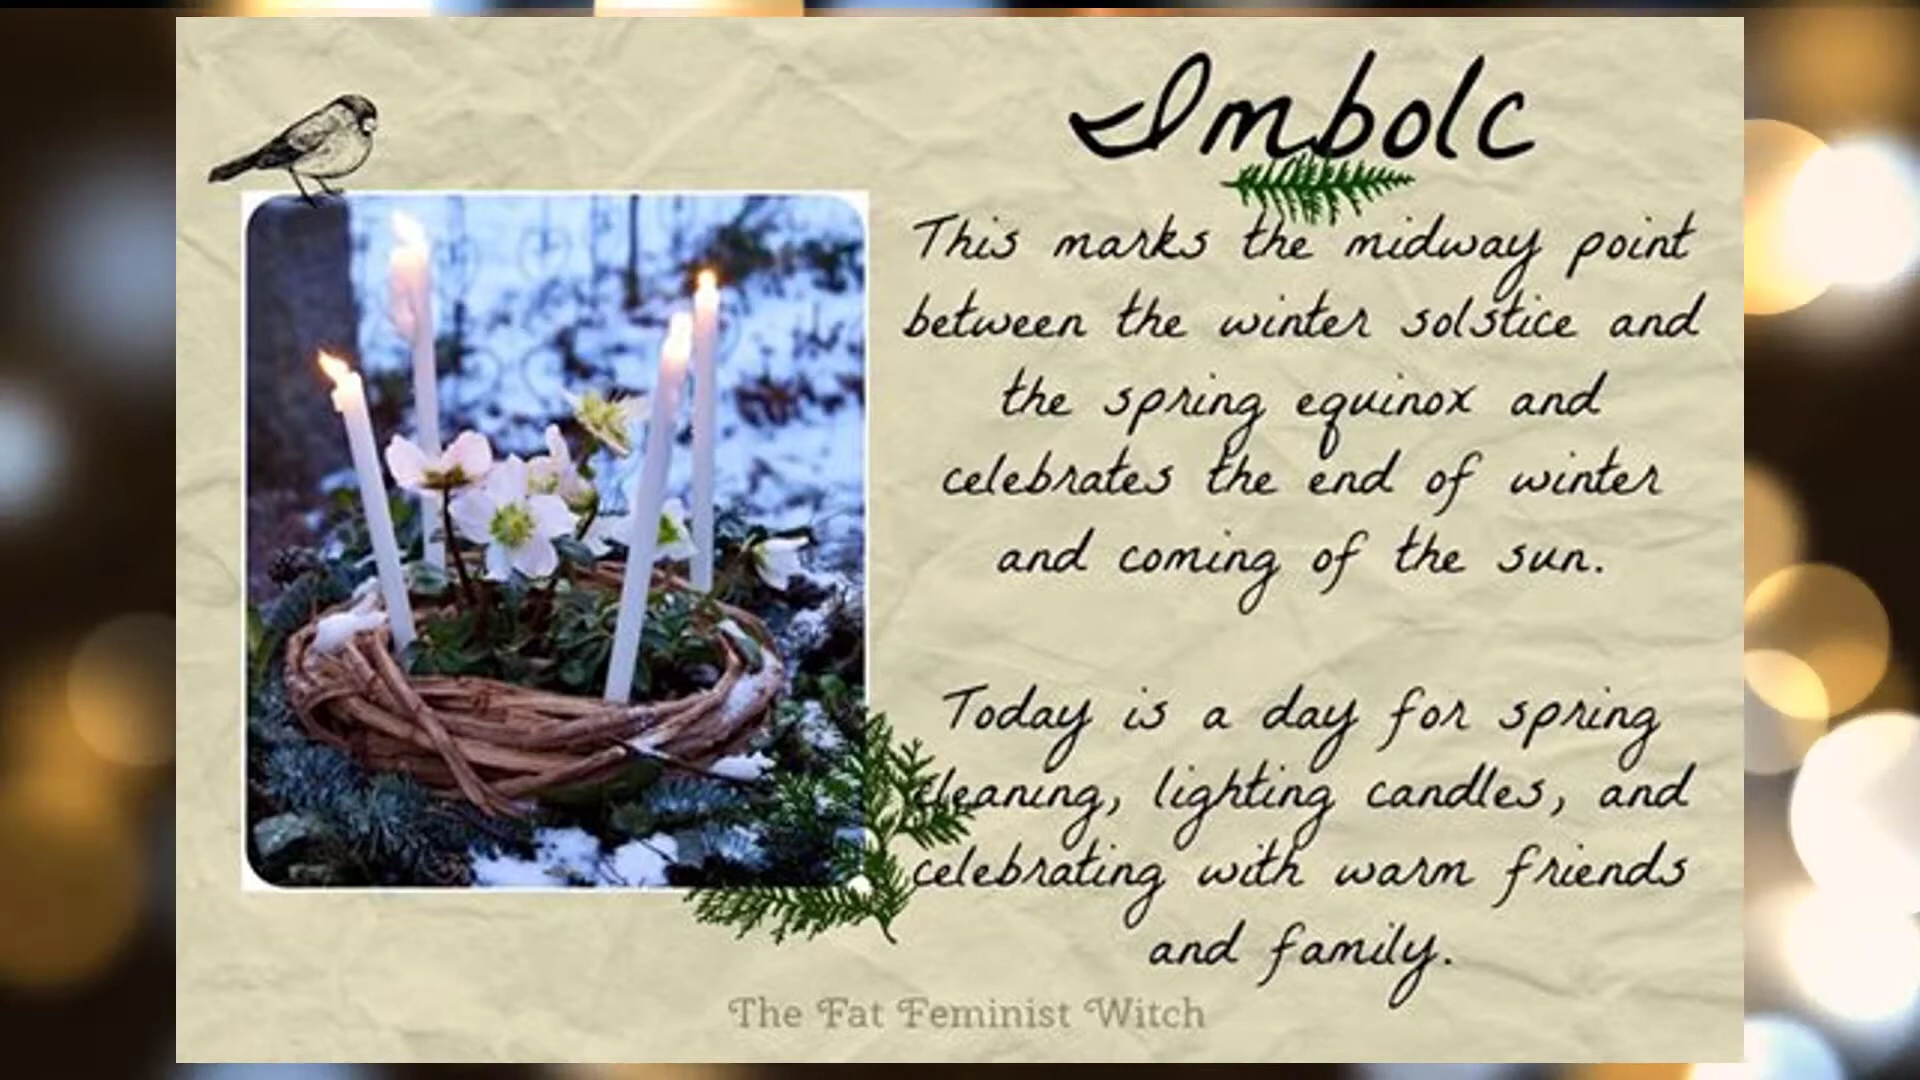 Imbolc
This marks the midway point
between the winter solstice and
the spring equinox and
celebrates the end of winter
and coming of the sun.
Today is a day for spring
cleaning, lighting candles, and
celebrating with warm friends
and family.
The Fat Feminist Witch